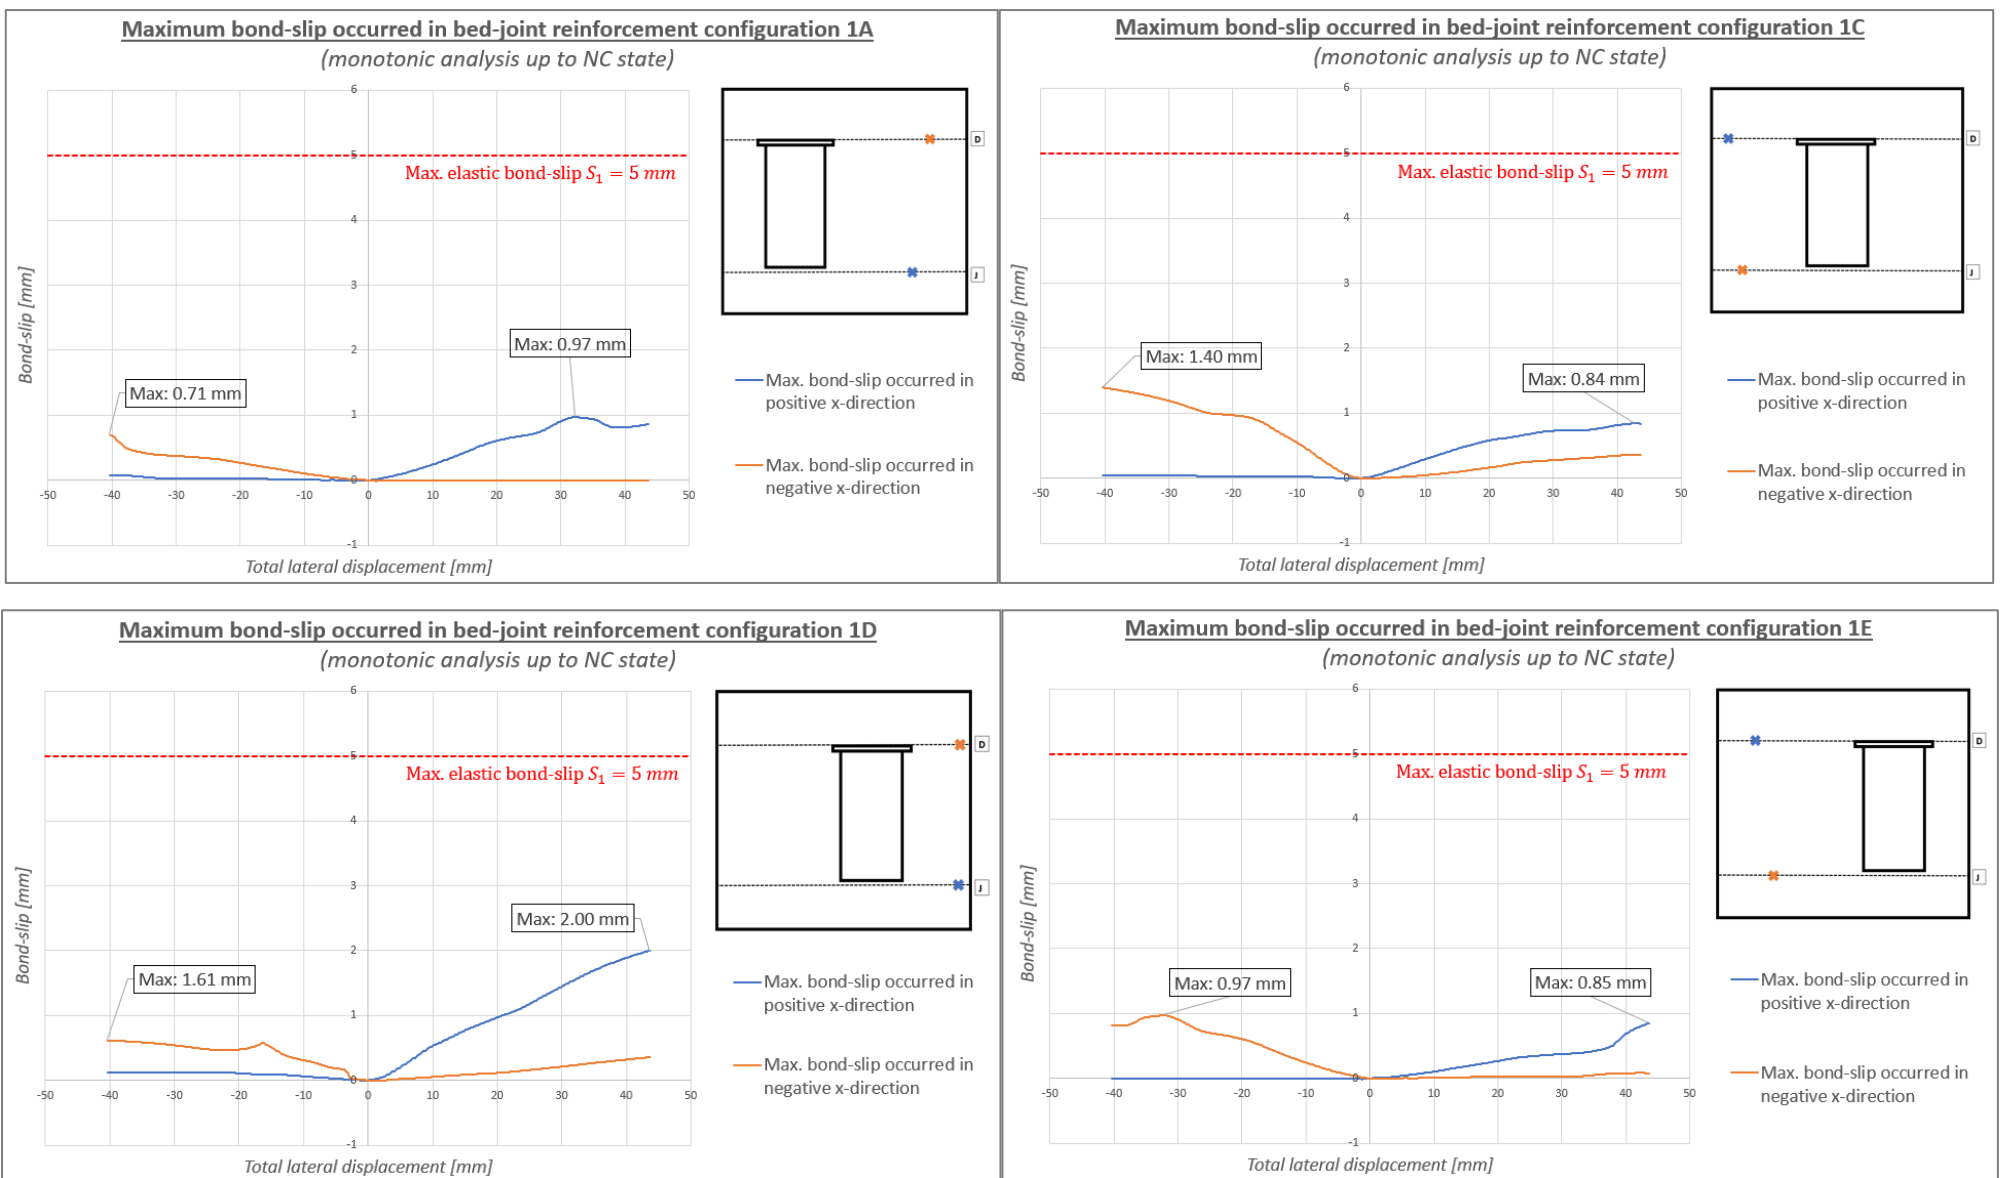 Maximum bond-slip occurred in bed-joint reinforcement configuration 1A
(monotonic analysis up to NC state)
6
5
4
3
2
1
0
-1
-50
-40
-30
-20
-10
0
10
20
30
40
50
Max. elastic bond-slip S₁ = 5 mm
Max: 0.97 mm
Max: 0.71 mm
Bond-slip [mm]
Total lateral displacement [mm]
D
J
Max. bond-slip occurred in
positive x-direction
Max. bond-slip occurred in
negative x-direction
Maximum bond-slip occurred in bed-joint reinforcement configuration 1C
(monotonic analysis up to NC state)
6
5
4
3
2
1
0
-1
-50
-40
-30
-20
-10
0
10
20
30
40
50
Max. elastic bond-slip S₁ = 5 mm
Max: 1.40 mm
Max: 0.84 mm
Bond-slip [mm]
Total lateral displacement [mm]
D
J
Max. bond-slip occurred in
positive x-direction
Max. bond-slip occurred in
negative x-direction
Maximum bond-slip occurred in bed-joint reinforcement configuration 1D
(monotonic analysis up to NC state)
6
5
4
3
2
1
0
-1
-50
-40
-30
-20
-10
0
10
20
30
40
50
Max. elastic bond-slip S₁ = 5 mm
Max: 2.00 mm
Max: 1.61 mm
Bond-slip [mm]
Total lateral displacement [mm]
D
J
Max. bond-slip occurred in
positive x-direction
Max. bond-slip occurred in
negative x-direction
Maximum bond-slip occurred in bed-joint reinforcement configuration 1E
(monotonic analysis up to NC state)
6
5
4
3
2
1
0
-1
-50
-40
-30
-20
-10
0
10
20
30
40
50
Max. elastic bond-slip S₁ = 5 mm
Max: 0.97 mm
Max: 0.85 mm
Bond-slip [mm]
Total lateral displacement [mm]
D
J
Max. bond-slip occurred in
positive x-direction
Max. bond-slip occurred in
negative x-direction